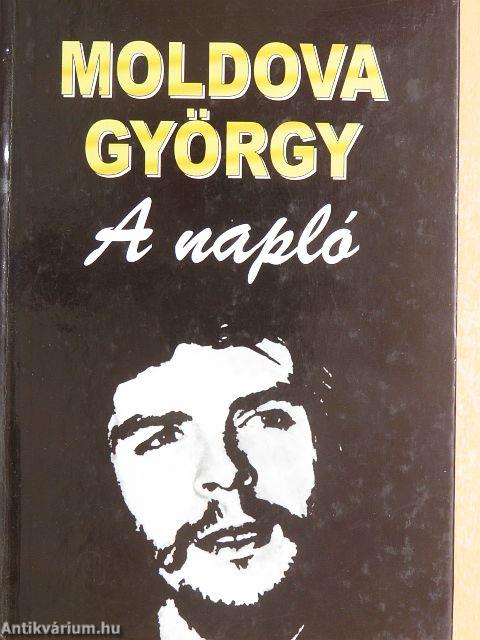 MOLDOVA
GYÖRGY
A napló
Antikvárium.hu